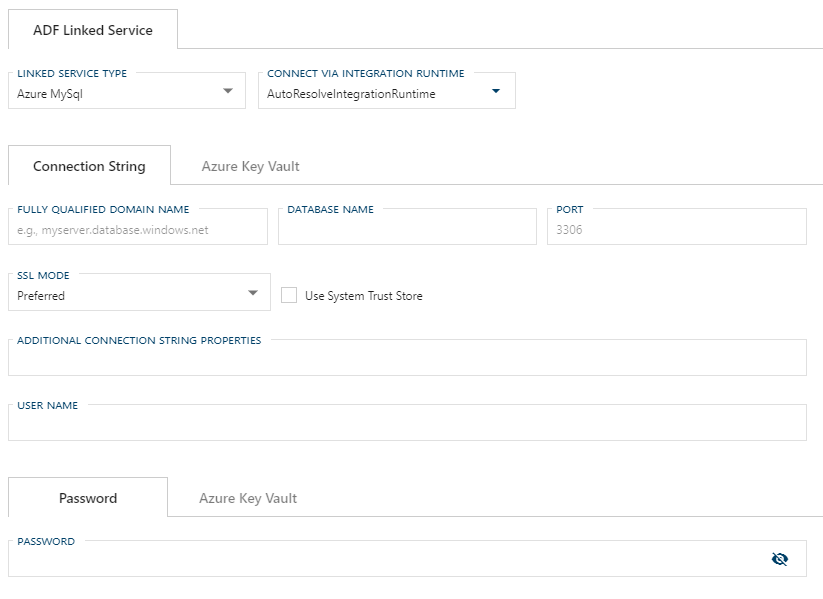 ADF Linked Service
LINKED SERVICE TYPE
Azure MySql
CONNECT VIA INTEGRATION RUNTIME
AutoResolveIntegrationRuntime
Connection String
Azure Key Vault
FULLY QUALIFIED DOMAIN NAME
e.g., myserver.database.windows.net
DATABASE NAME
PORT
3306
SSL MODE
Preferred
Use System Trust Store
ADDITIONAL CONNECTION STRING PROPERTIES
USER NAME
Password
Azure Key Vault
PASSWORD